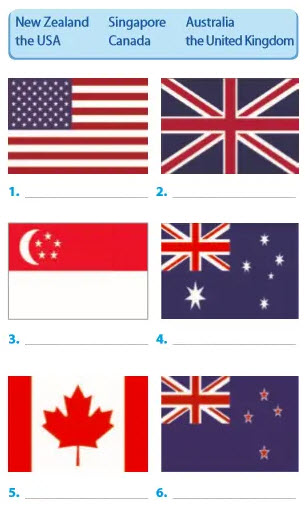 New Zealand Singapore Australia
the USA Canada the United Kingdom
1. 2.
3. 4.
5. 6.